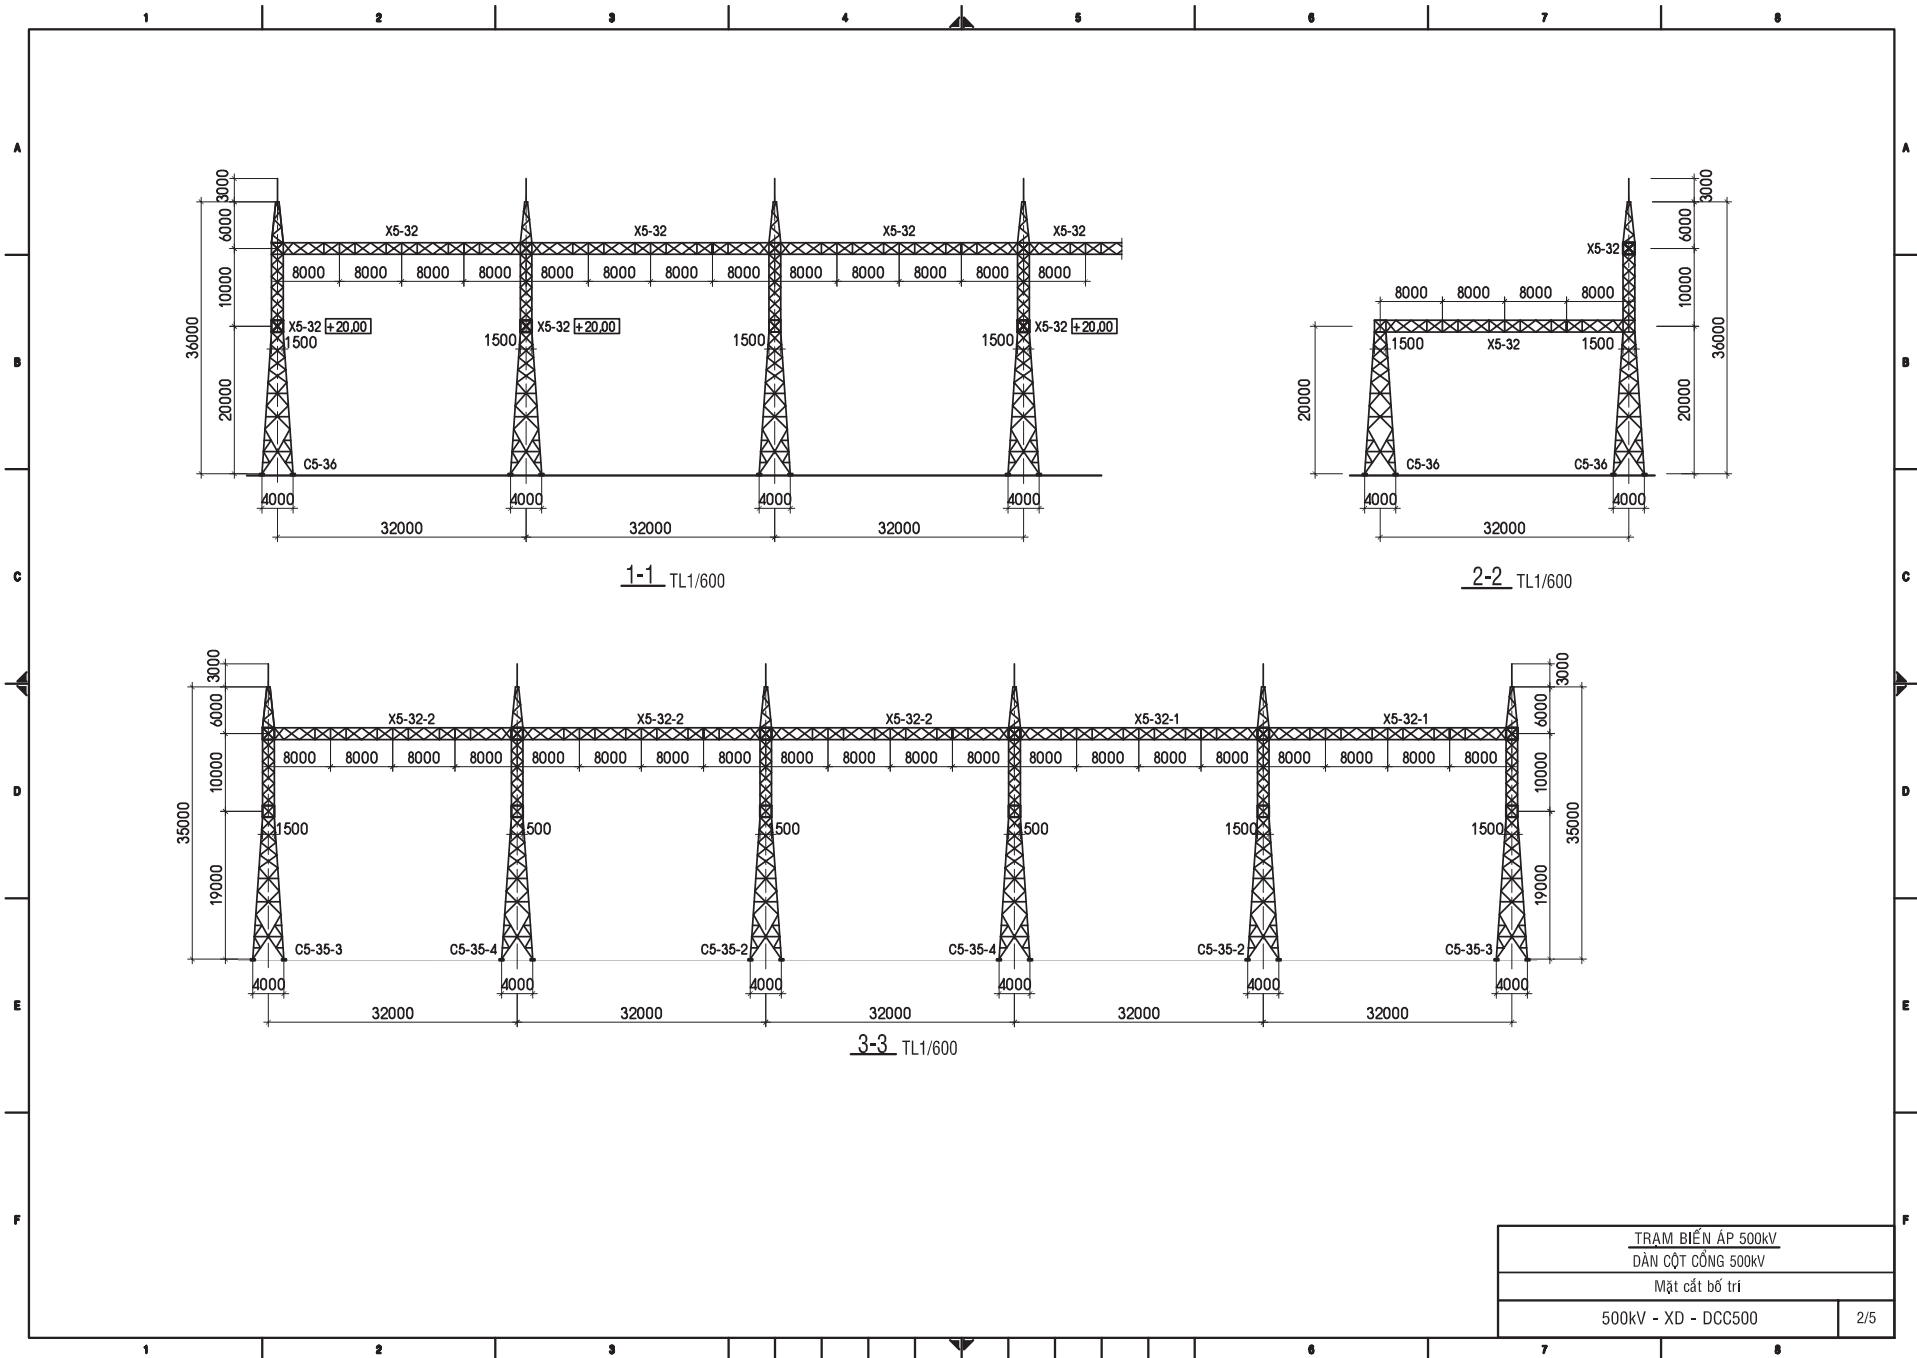 1 2 3 4 5 6 7 8
A A
3000
6000
10000
36000
20000
X5-32 X5-32 X5-32 X5-32
8000 8000 8000 8000 8000 8000 8000 8000 8000 8000 8000 8000 8000
X5-32 +20,00 X5-32 +20,00 X5-32 +20,00
1500 1500 1500 1500
C5-36
4000 4000 4000 4000
32000 32000 32000
1-1 TL1/600
3000
6000
10000
36000
20000
X5-32
8000 8000 8000 8000
1500 X5-32 1500
20000
C5-36 C5-36
4000 4000
32000
2-2 TL1/600
B B
C C
3000
6000
10000
35000
19000
X5-32-2 X5-32-2 X5-32-2 X5-32-1 X5-32-1
8000 8000 8000 8000 8000 8000 8000 8000 8000 8000 8000 8000 8000 8000 8000 8000 8000 8000 8000 8000
1500 1500 1500 1500 1500 1500
3000
6000
10000
35000
19000
C5-35-3 C5-35-4 C5-35-2 C5-35-4 C5-35-2 C5-35-3
4000 4000 4000 4000 4000 4000
32000 32000 32000 32000 32000
3-3 TL1/600
D D
E E
F F
TRẠM BIẾN ÁP 500kV
DÀN CỘT CỔNG 500kV
Mặt cắt bố trí
500kV - XD - DCC500 2/5
1 2 3 4 5 6 7 8